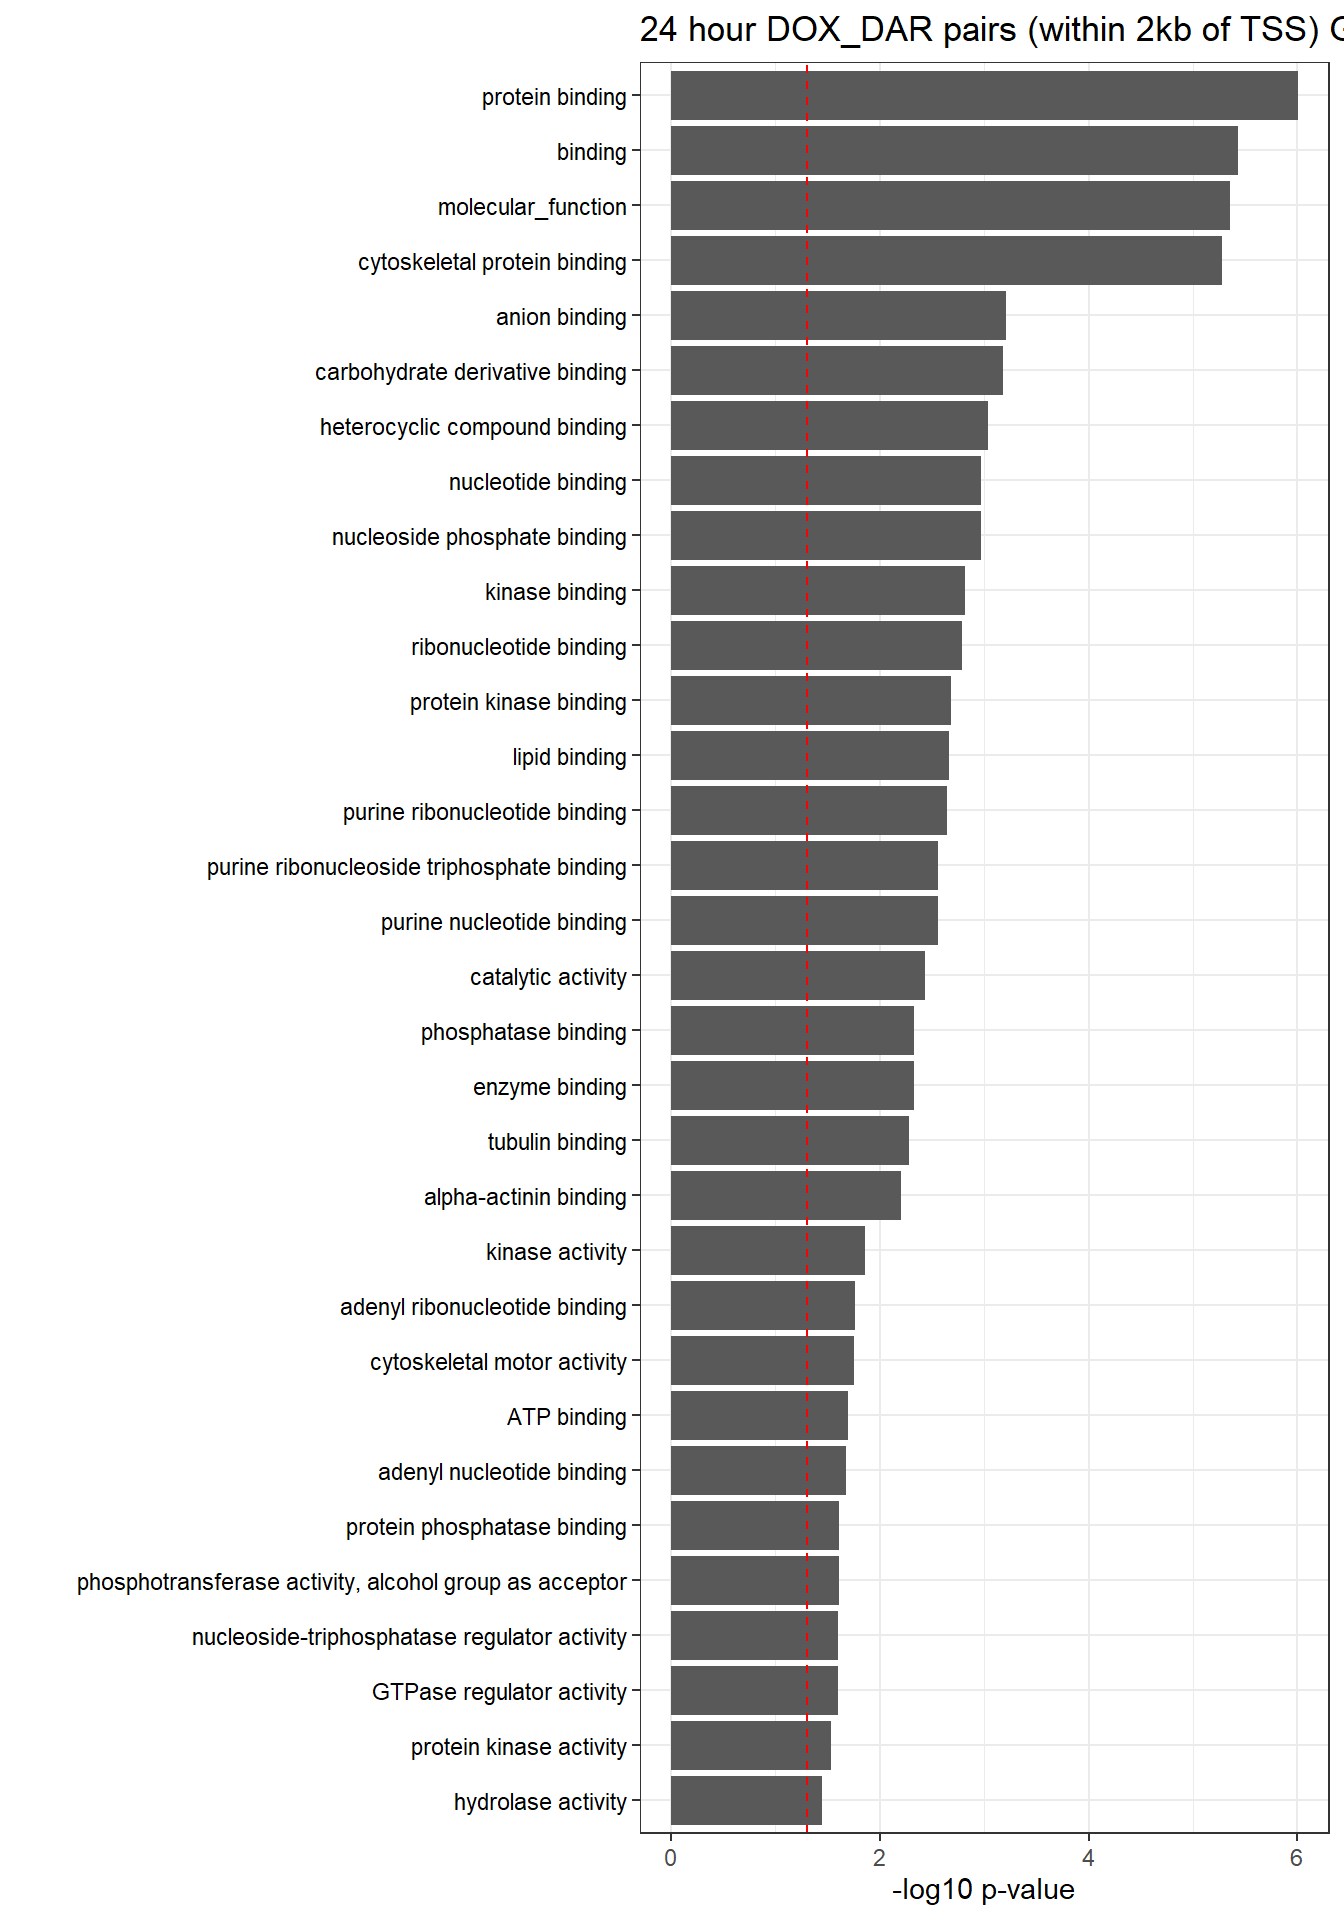 24 hour DOX_DAR pairs (within 2kb of TSS)
protein binding
binding
molecular_function
cytoskeletal protein binding
anion binding
carbohydrate derivative binding
heterocyclic compound binding
nucleotide binding
nucleoside phosphate binding
kinase binding
ribonucleotide binding
protein kinase binding
lipid binding
purine ribonucleotide binding
purine ribonucleoside triphosphate binding
purine nucleotide binding
catalytic activity
phosphatase binding
enzyme binding
tubulin binding
alpha-actinin binding
kinase activity
adenyl ribonucleotide binding
cytoskeletal motor activity
ATP binding
adenyl nucleotide binding
protein phosphatase binding
phosphotransferase activity, alcohol group as acceptor
nucleoside-triphosphatase regulator activity
GTPase regulator activity
protein kinase activity
hydrolase activity
0 2 4 6
-log10 p-value